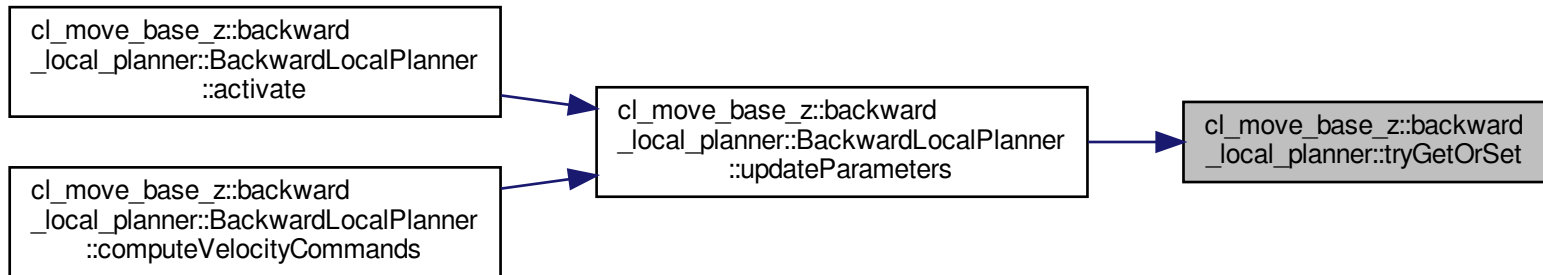 cl_move_base_z::backward
_local_planner::BackwardLocalPlanner
::activate
cl_move_base_z::backward
_local_planner::BackwardLocalPlanner
::computeVelocityCommands
cl_move_base_z::backward
_local_planner::BackwardLocalPlanner
::updateParameters
cl_move_base_z::backward
_local_planner::tryGetOrSet